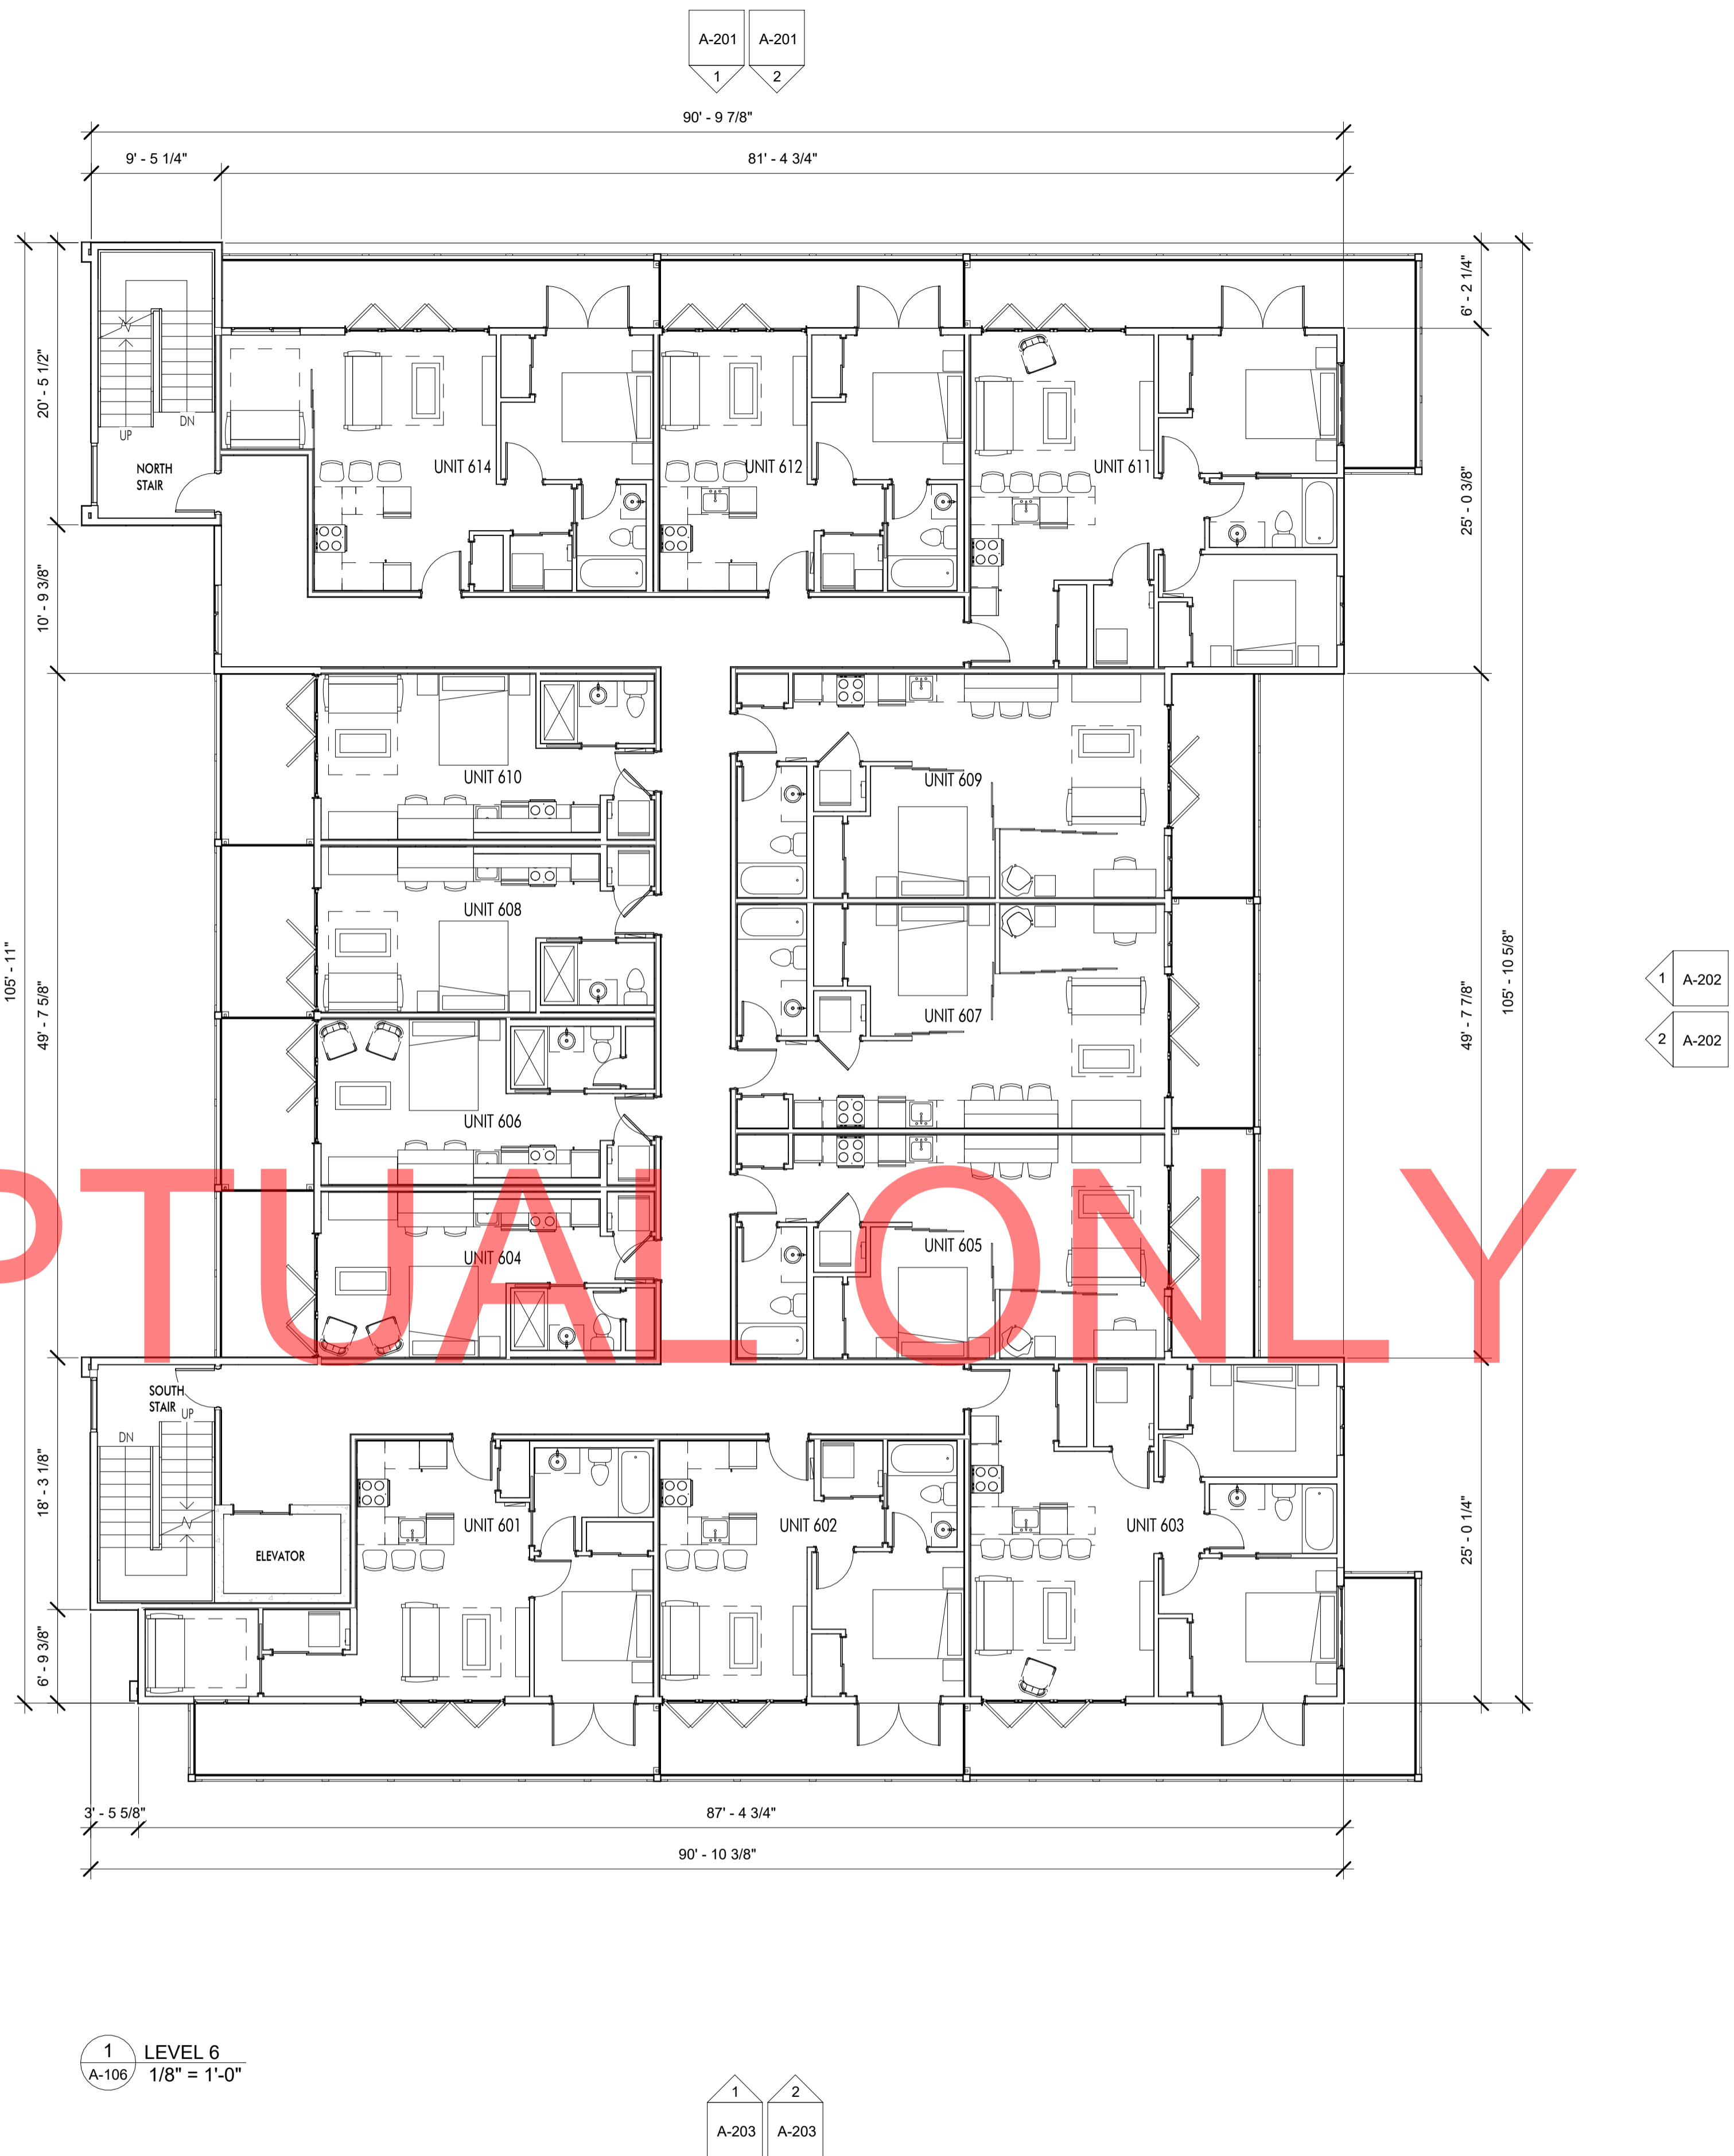 A-201 A-201
1 2
90' - 9 7/8"
9' - 5 1/4" 81' - 4 3/4"
6' - 2 1/4"
20' - 5 1/2"
UP DN
NORTH
STAIR
UNIT 614 UNIT 612 UNIT 611
25' - 0 3/8"
10' - 9 3/8"
UNIT 610 UNIT 609
UNIT 608
105' - 11"
49' - 7 5/8"
UNIT 607
49' - 7 7/8"
105' - 10 5/8"
1 A-202
2 A-202
UNIT 606
PTUAL ONLY
UNIT 604 UNIT 605
SOUTH
STAIR
UP
DN
18' - 3 1/8"
UNIT 601 UNIT 602 UNIT 603
25' - 0 1/4"
ELEVATOR
6' - 9 3/8"
3' - 5 5/8" 87' - 4 3/4"
90' - 10 3/8"
1 LEVEL 6
A-106 1/8" = 1'-0"
1 2
A-203 A-203